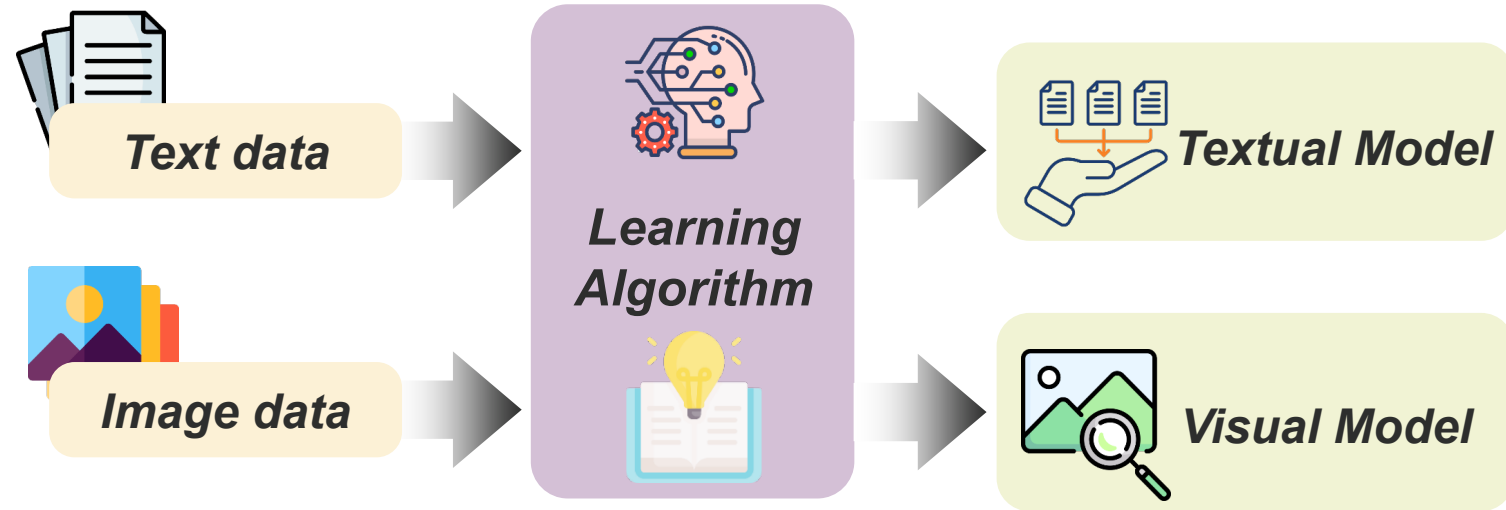 Text data
Learning
Algorithm
Textual Model
Image data
Visual Model